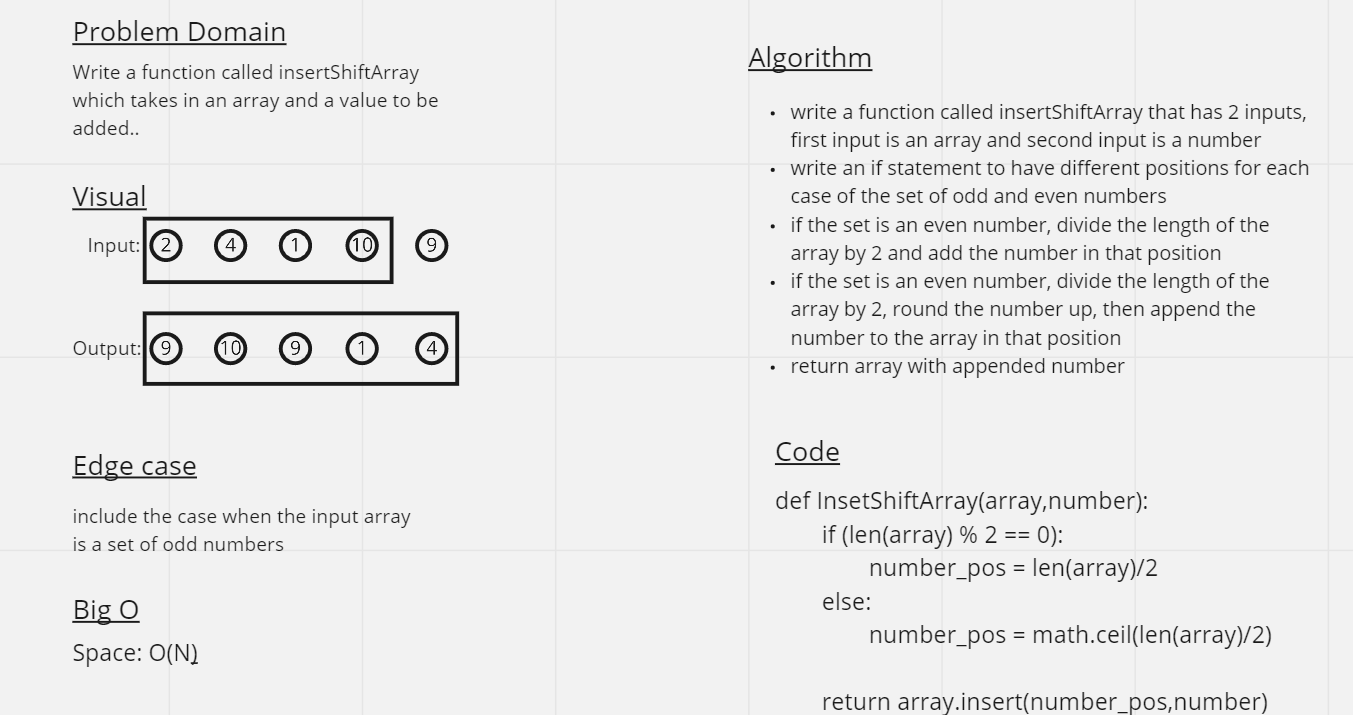 Problem Domain
Write a function called insertShiftArray
which takes in an array and a value to be
added..
Visual
Input: 2 4 1 10 9
Output: 9 10 9 1 4
Edge case
include the case when the input array
is a set of odd numbers
Big O
Space: O(N)
Algorithm
• write a function called insertShiftArray that has 2 inputs,
first input is an array and second input is a number
• write an if statement to have different positions for each
case of the set of odd and even numbers
• if the set is an even number, divide the length of the
array by 2 and add the number in that position
• if the set is an even number, divide the length of the
array by 2, round the number up, then append the
number to the array in that position
• return array with appended number
Code
def InsetShiftArray(array,number):
if (len(array) % 2 == 0):
number_pos = len(array)/2
else:
number_pos = math.ceil(len(array)/2)
return array.insert(number_pos,number)